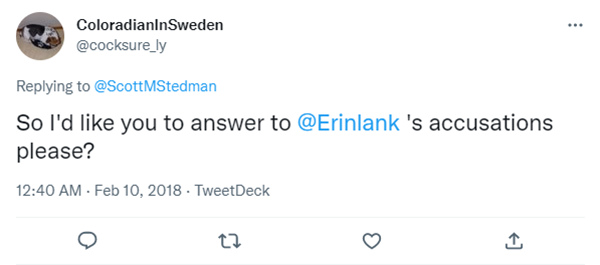 ColoradianInSweden
@cocksure_ly
Replying to @ScottMStedman
So I'd like you to answer to @Erinlank 's accusations
please?
12:40 AM · Feb 10, 2018 · TweetDeck